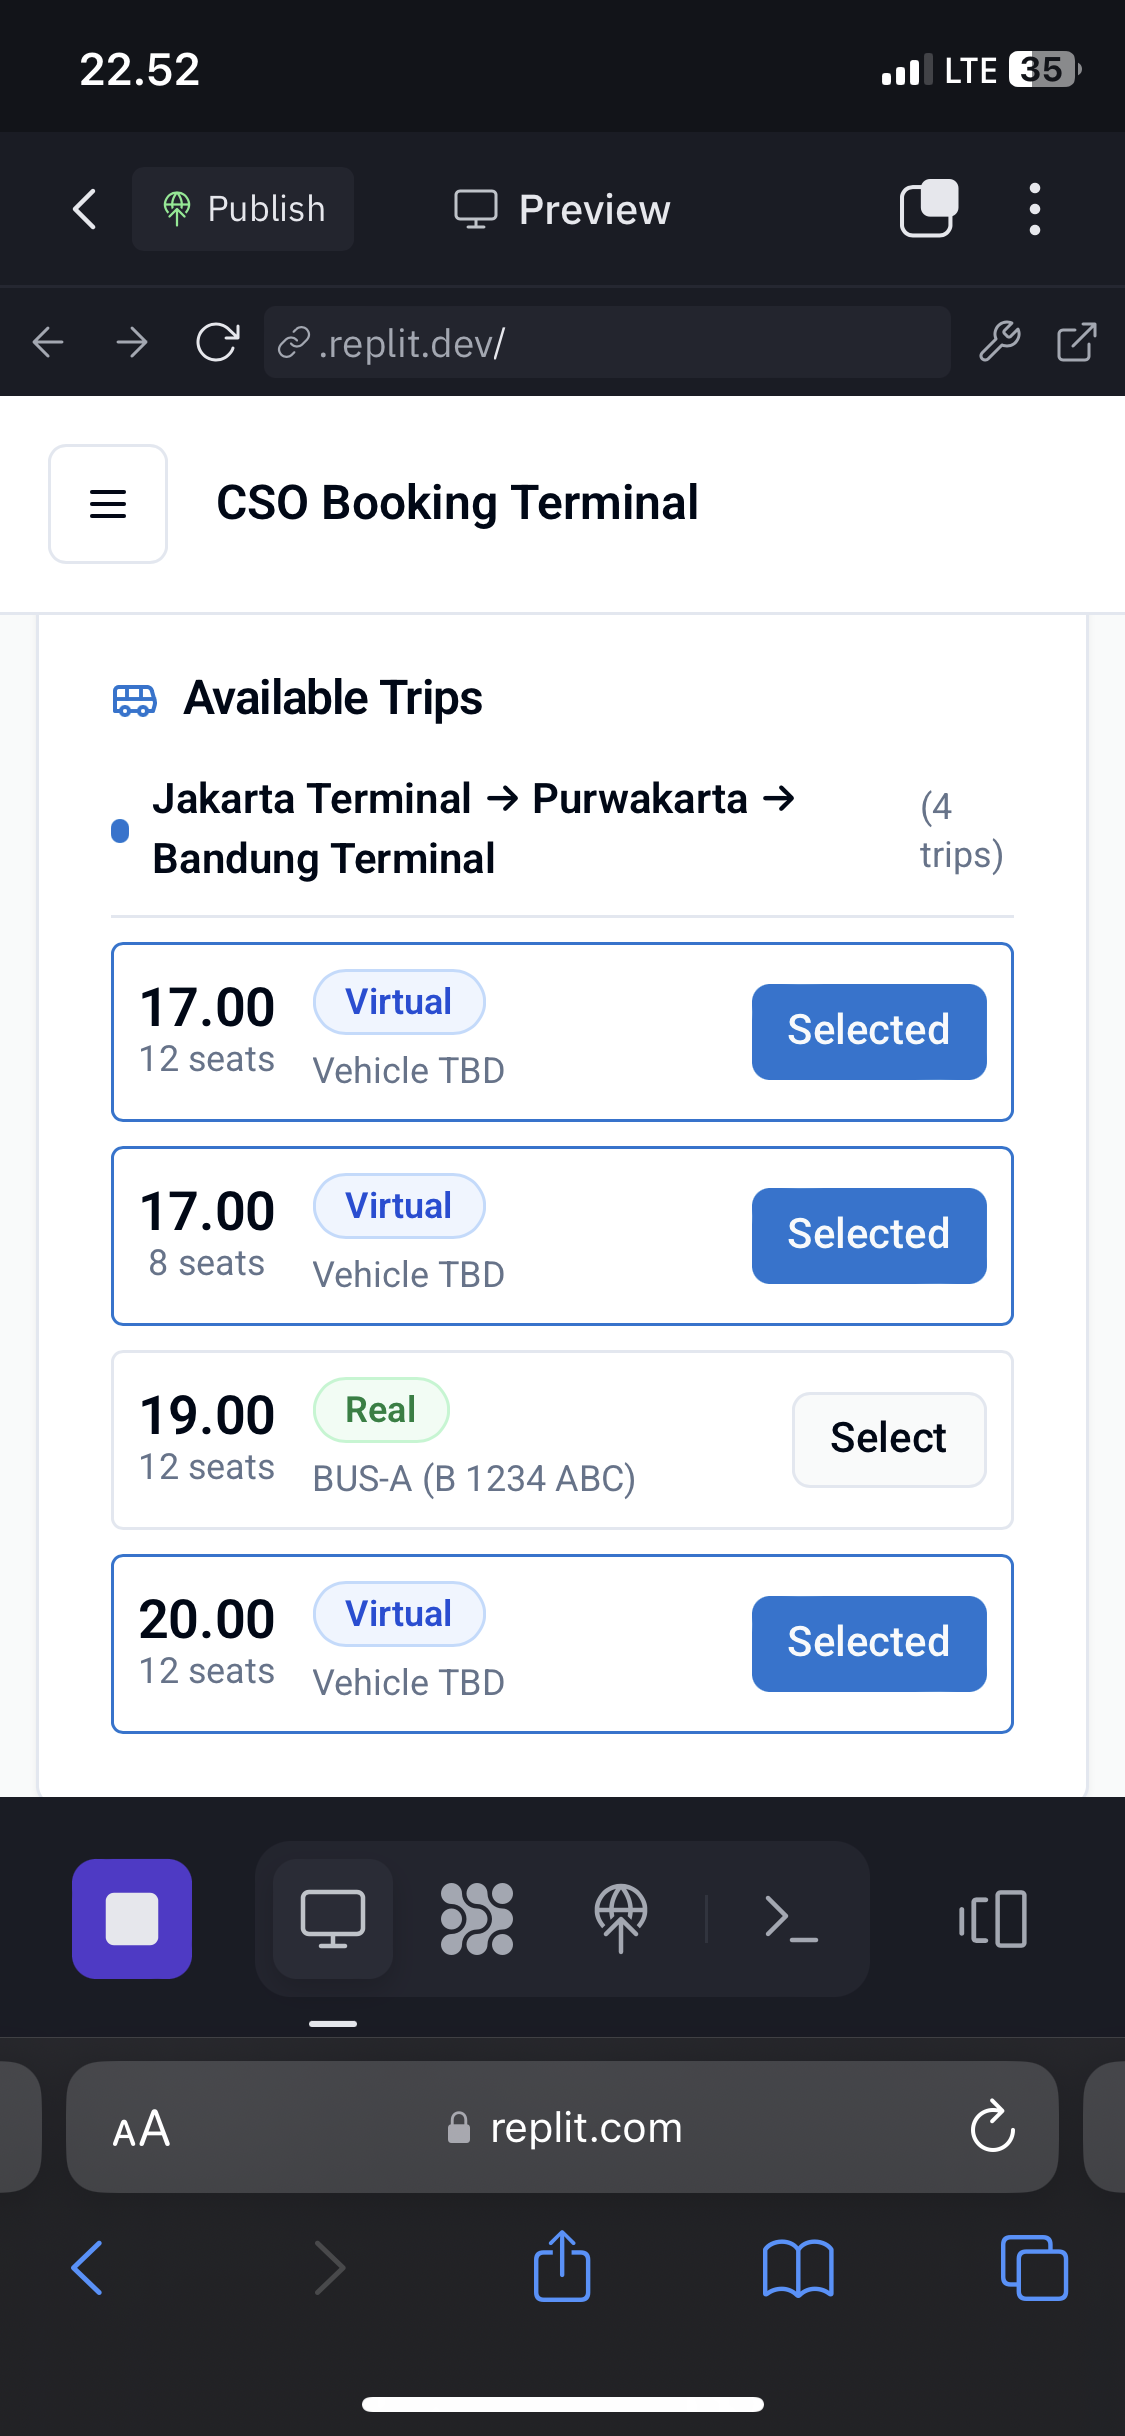 22.52
LTE 35
Publish
Preview
.replit.dev/
CSO Booking Terminal
Available Trips
Jakarta Terminal → Purwakarta →
Bandung Terminal
(4
trips)
17.00
12 seats
Virtual
Vehicle TBD
Selected
17.00
8 seats
Virtual
Vehicle TBD
Selected
19.00
12 seats
Real
BUS-A (B 1234 ABC)
Select
20.00
12 seats
Virtual
Vehicle TBD
Selected
AA
replit.com